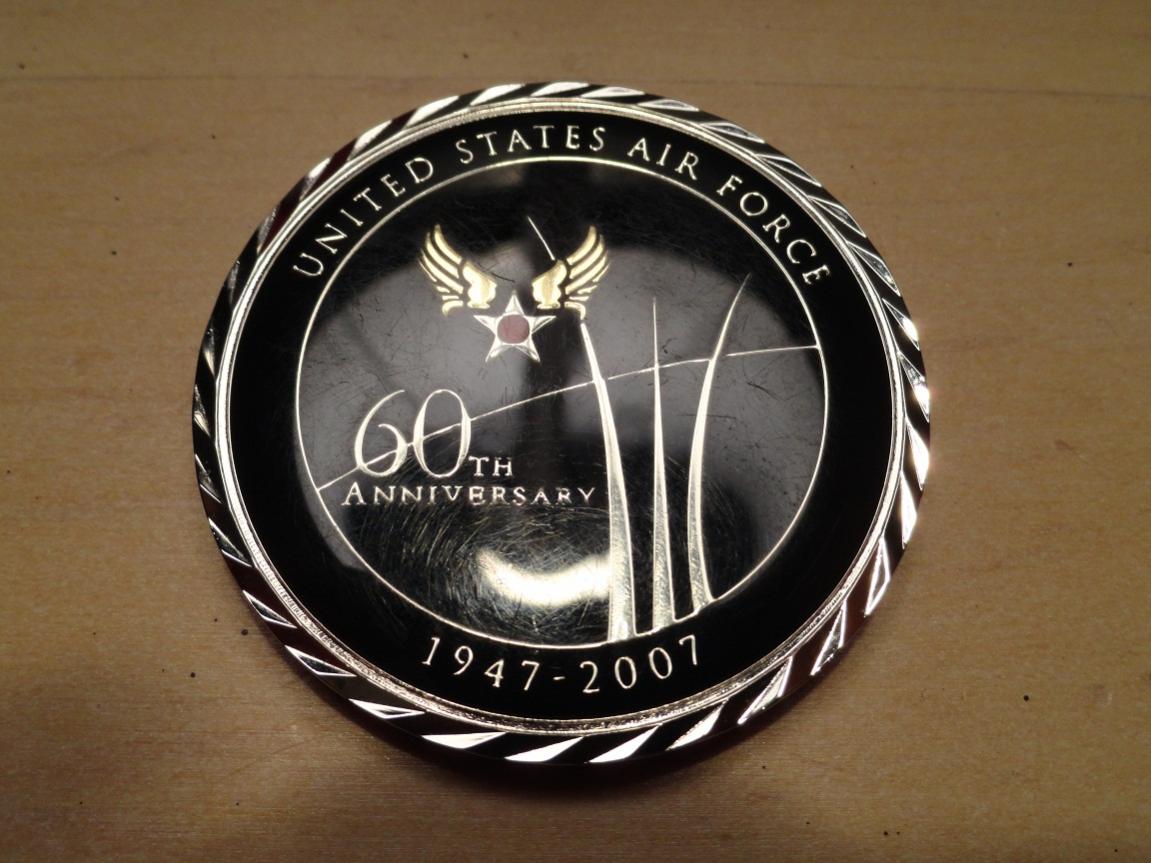 UNITED STATES AIR FORCE
60TH
ANNIVERSARY
1947-2007